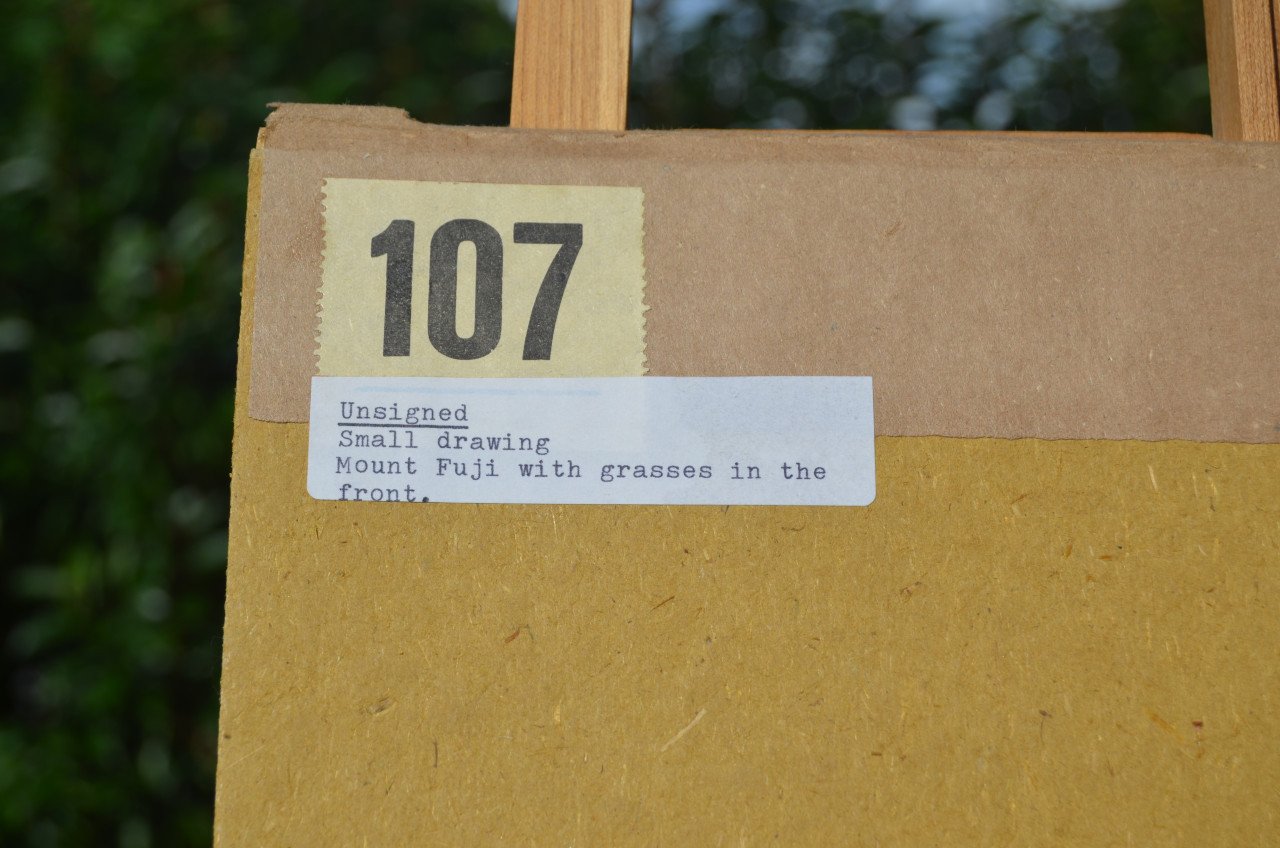 107
Unsigned
Small drawing
Mount Fuji with grasses in the
front.